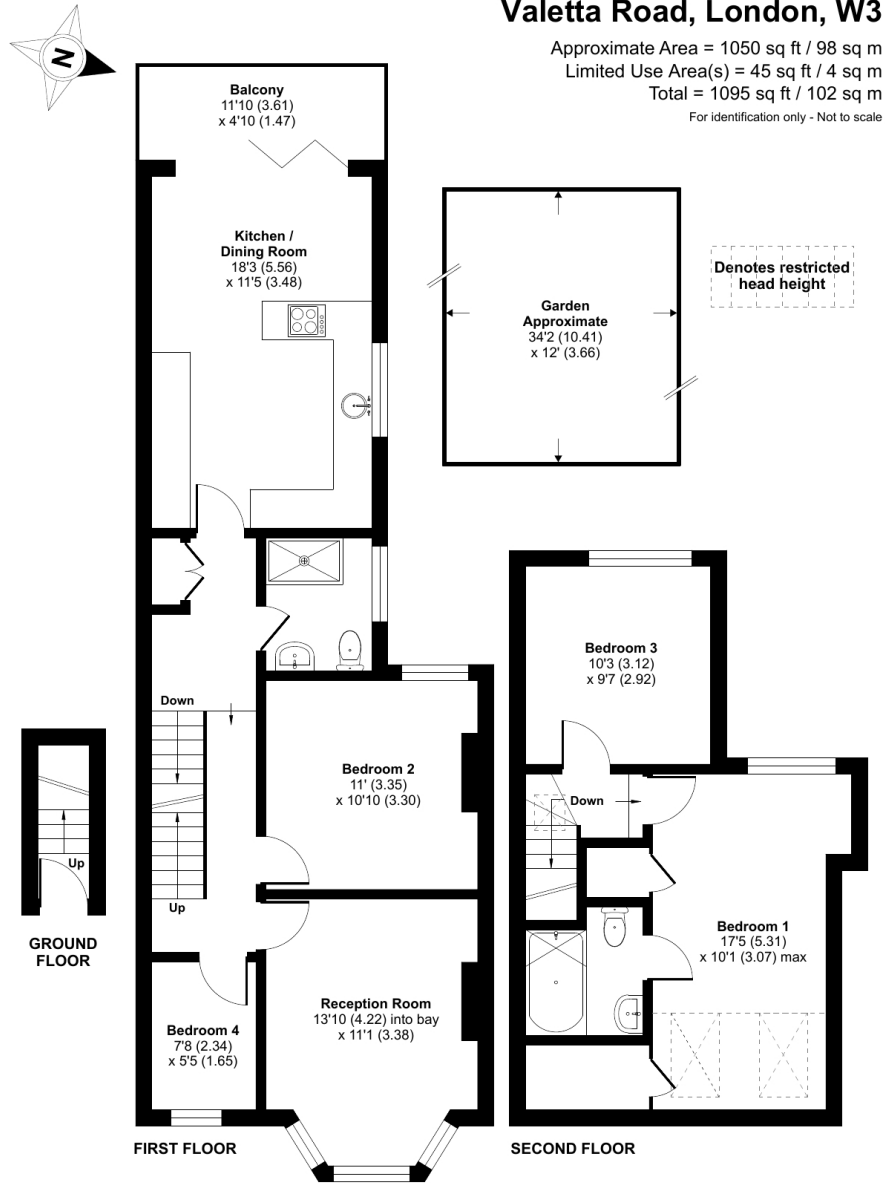 Valetta Road, London, W3
Approximate Area = 1050 sq ft / 98 sq m
Limited Use Area(s) = 45 sq ft / 4 sq m
Total = 1095 sq ft / 102 sq m
For identification only - Not to scale
N
Balcony
11'10 (3.61)
x 4'10 (1.47)
Kitchen /
Dining Room
18'3 (5.56)
x 11'5 (3.48)
Garden
Approximate
34'2 (10.41)
x 12' (3.66)
Denotes restricted
head height
Down
Bedroom 2
11' (3.35)
x 10'10 (3.30)
Up
Reception Room
13'10 (4.22) into bay
x 11'1 (3.38)
Bedroom 4
7'8 (2.34)
x 5'5 (1.65)
FIRST FLOOR
Up
GROUND
FLOOR
Bedroom 3
10'3 (3.12)
x 9'7 (2.92)
Down
Bedroom 1
17'5 (5.31)
x 10'1 (3.07) max
SECOND FLOOR